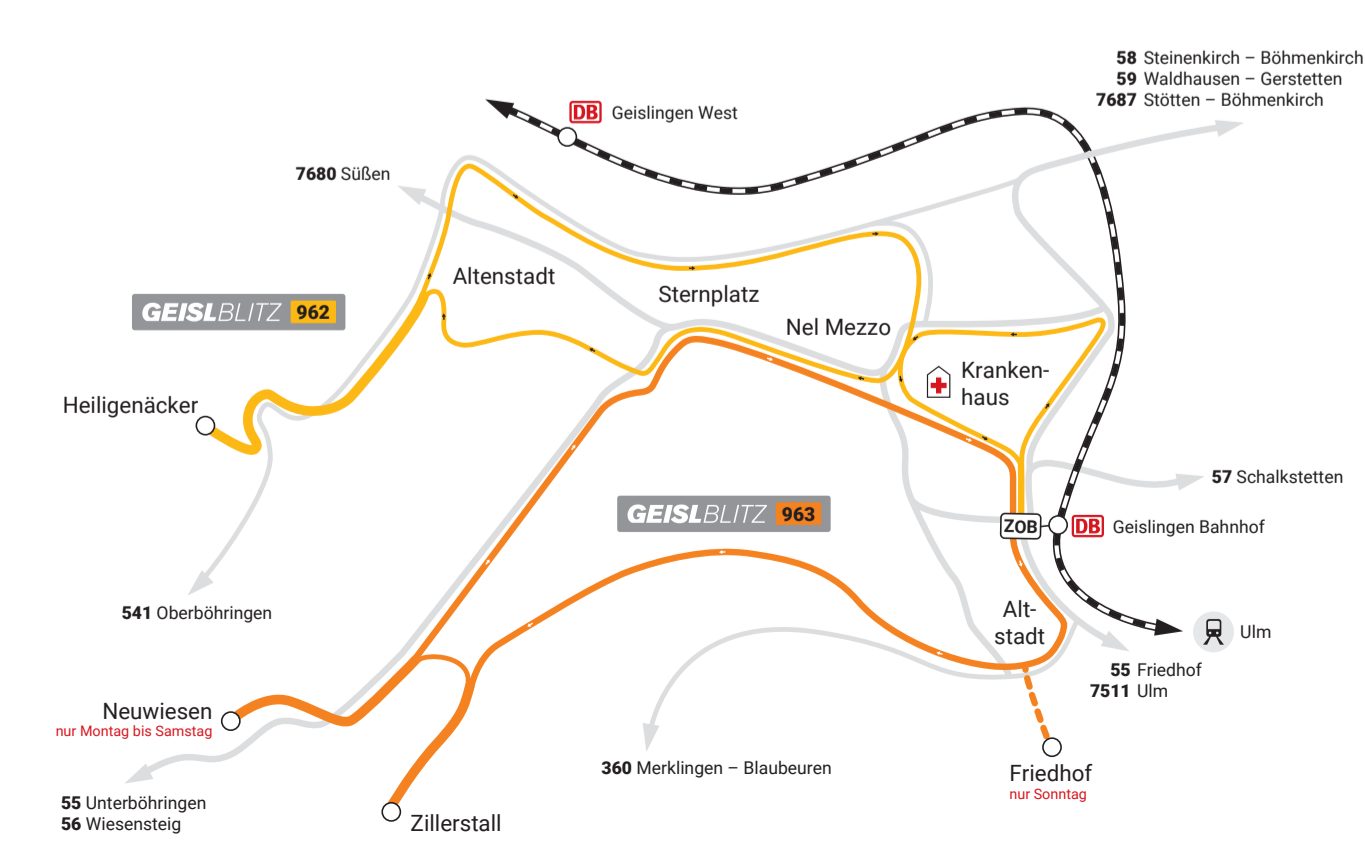 58 Steinenkirch – Böhmenkirch
59 Waldhausen – Gerstetten
7687 Stötten – Böhmenkirch
DB Geislingen West
7680 Süßen
Altenstadt
Sternplatz
GEISLBLITZ 962
Nel Mezzo
Kranken-
haus
Heiligenäcker
57 Schalkstetten
GEISLBLITZ 963
ZOB
DB Geislingen Bahnhof
541 Oberböhringen
Alt-
stadt
Ulm
55 Friedhof
7511 Ulm
Neuwiesen
nur Montag bis Samstag
360 Merklingen – Blaubeuren
Friedhof
nur Sonntag
55 Unterböhringen
56 Wiesensteig
Zillerstall